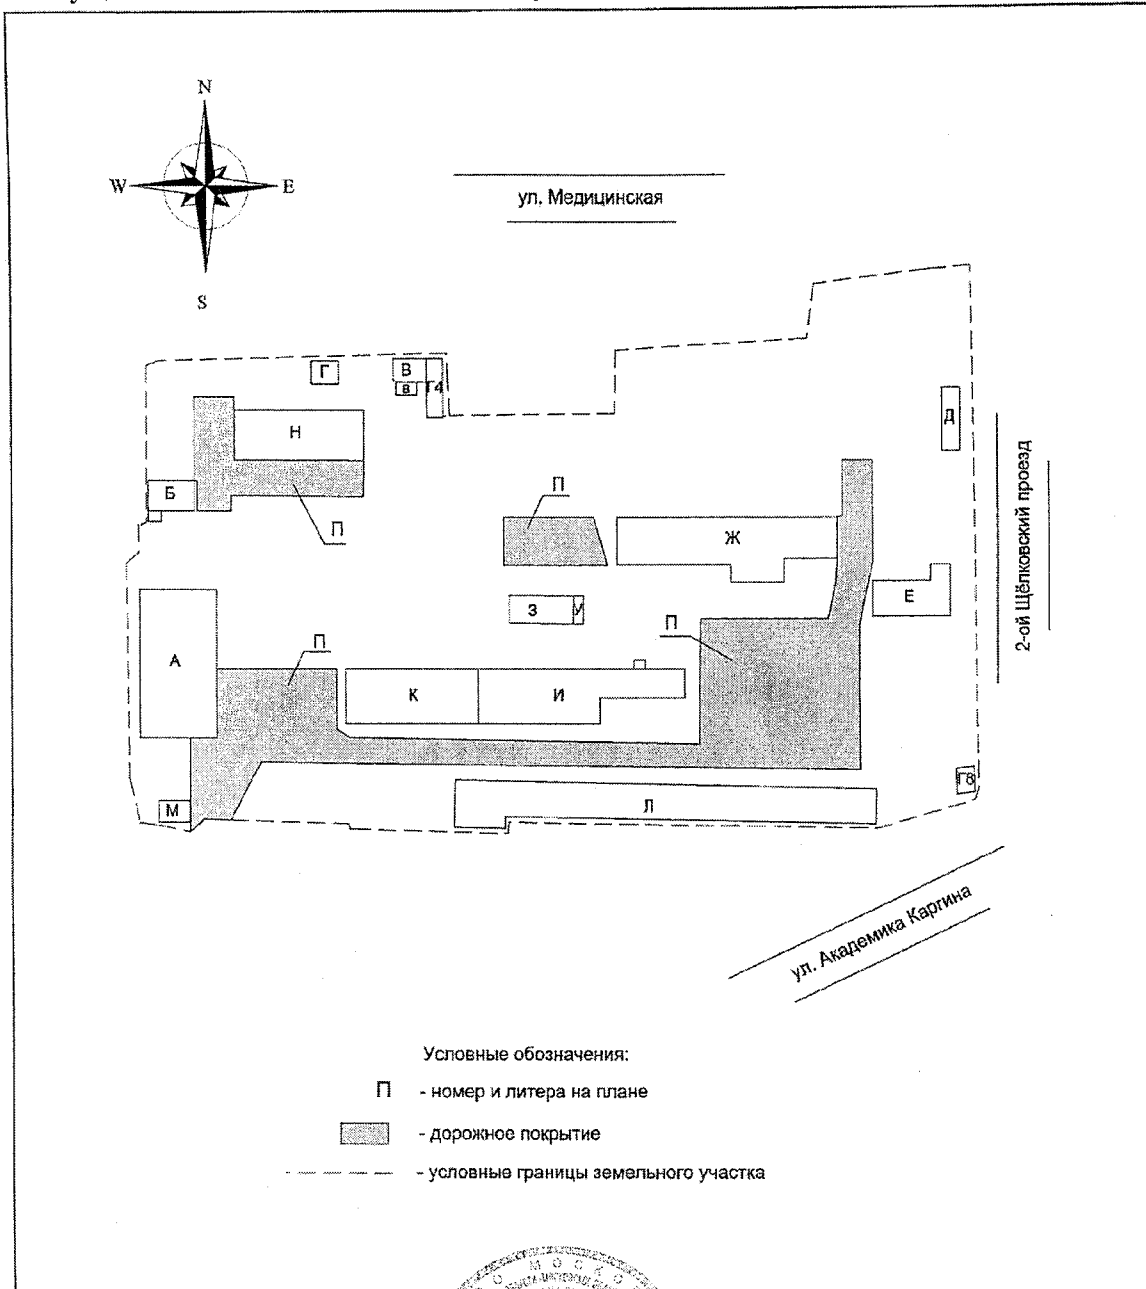 N
W
E
S
ул. Медицинская
Г
В
в
Г4
Д
Н
Б
П
П
Ж
2-ой Щёлковский проезд
Е
З
У
П
А
П
К
И
Г8
М
Л
ул. Академика Каргина
Условные обозначения:
П - номер и литера на плане
- дорожное покрытие
- условные границы земельного участка